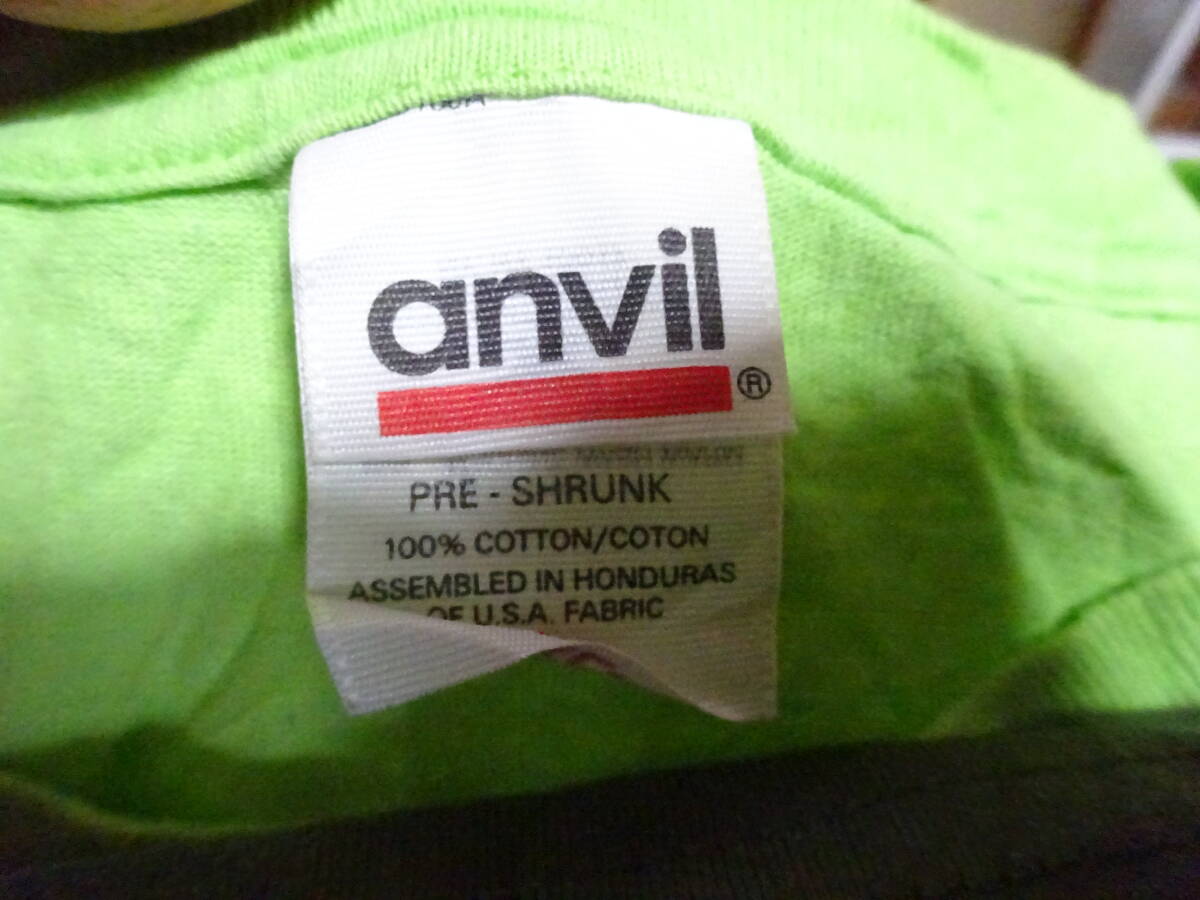 anvil
®
PRE - SHRUNK
100% COTTON/COTON
ASSEMBLED IN HONDURAS
OF U.S.A. FABRIC